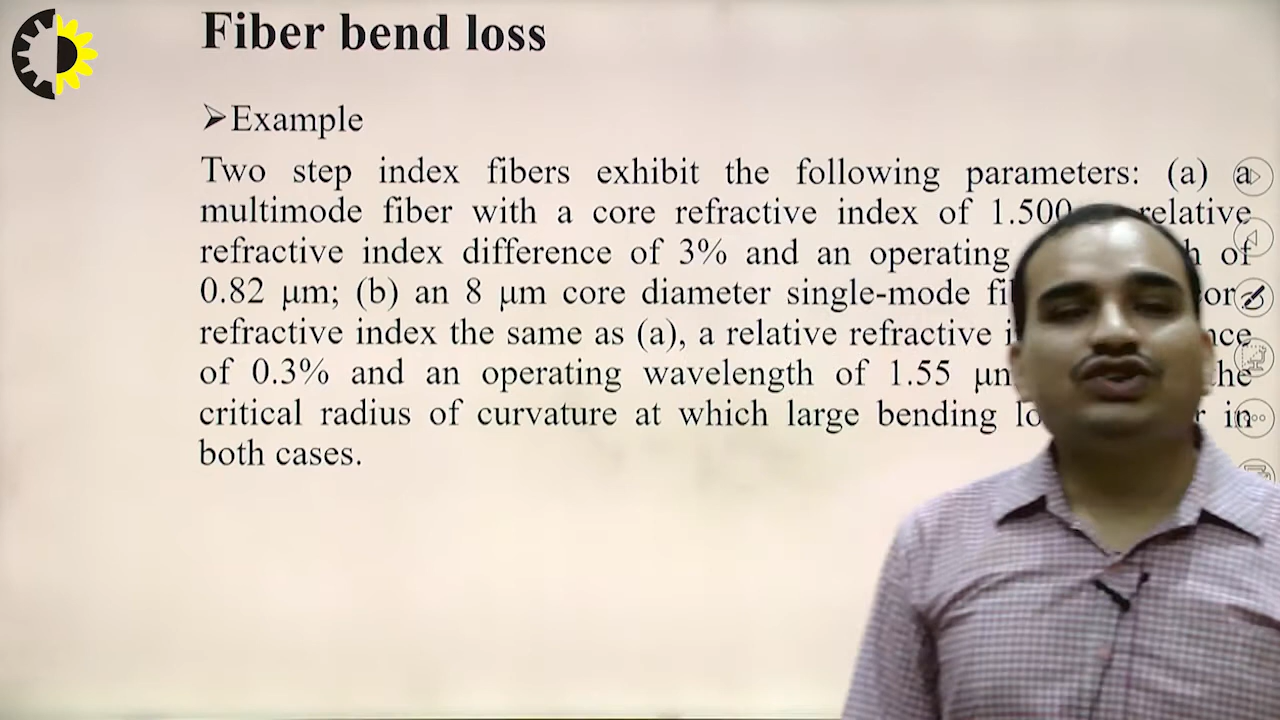 Fiber bend loss
➢Example
Two step index fibers exhibit the following parameters: (a) a
multimode fiber with a core refractive index of 1.500 relative
refractive index difference of 3% and an operating of
0.82 μm; (b) an 8 μm core diameter single-mode
refractive index the same as (a), a relative refractive
of 0.3% and an operating wavelength of 1.55
critical radius of curvature at which large bending in
both cases.